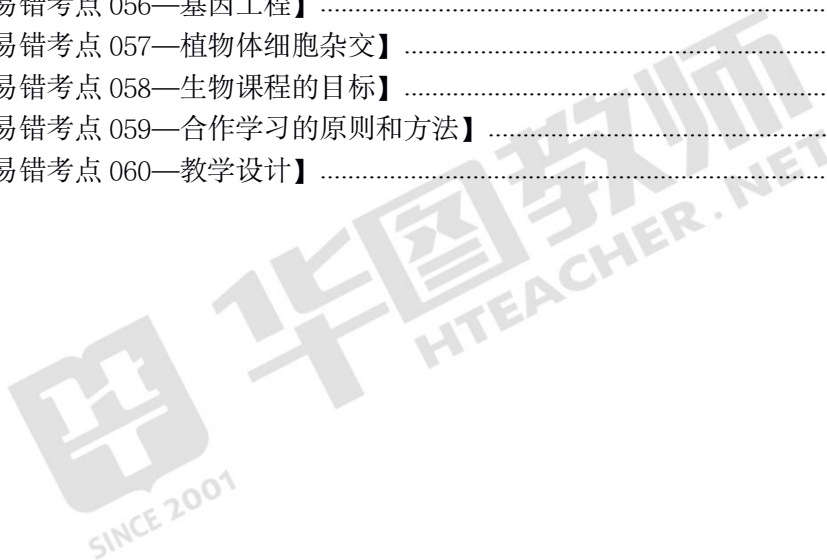 易错考点 056—基因工程】
易错考点 057—植物体细胞杂交】
易错考点 058—生物课程的目标】
易错考点 059—合作学习的原则和方法】
易错考点 060—教学设计】
华图教师
HTEACHER.NET
SINCE 2001